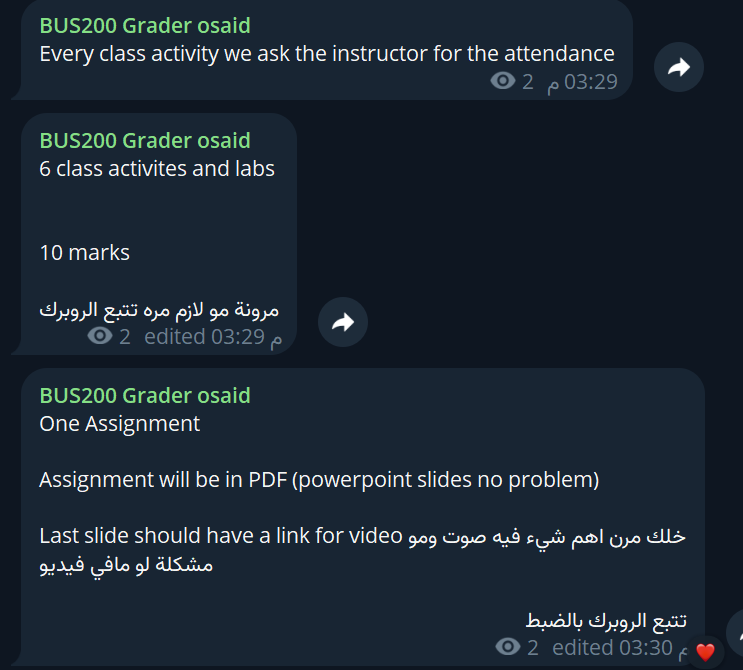 BUS200 Grader osaid
Every class activity we ask the instructor for the attendance
2 03:29 م
BUS200 Grader osaid
6 class activites and labs
10 marks
مرونة مو لازم مره تتبع الروبرك
2 edited 03:29 م
BUS200 Grader osaid
One Assignment
Assignment will be in PDF (powerpoint slides no problem)
Last slide should have a link for video خلك مرن اهم شيء فيه صوت ومو
مشكلة لو مافي فيديو
تتبع الروبرك بالضبط
2 edited 03:30 م